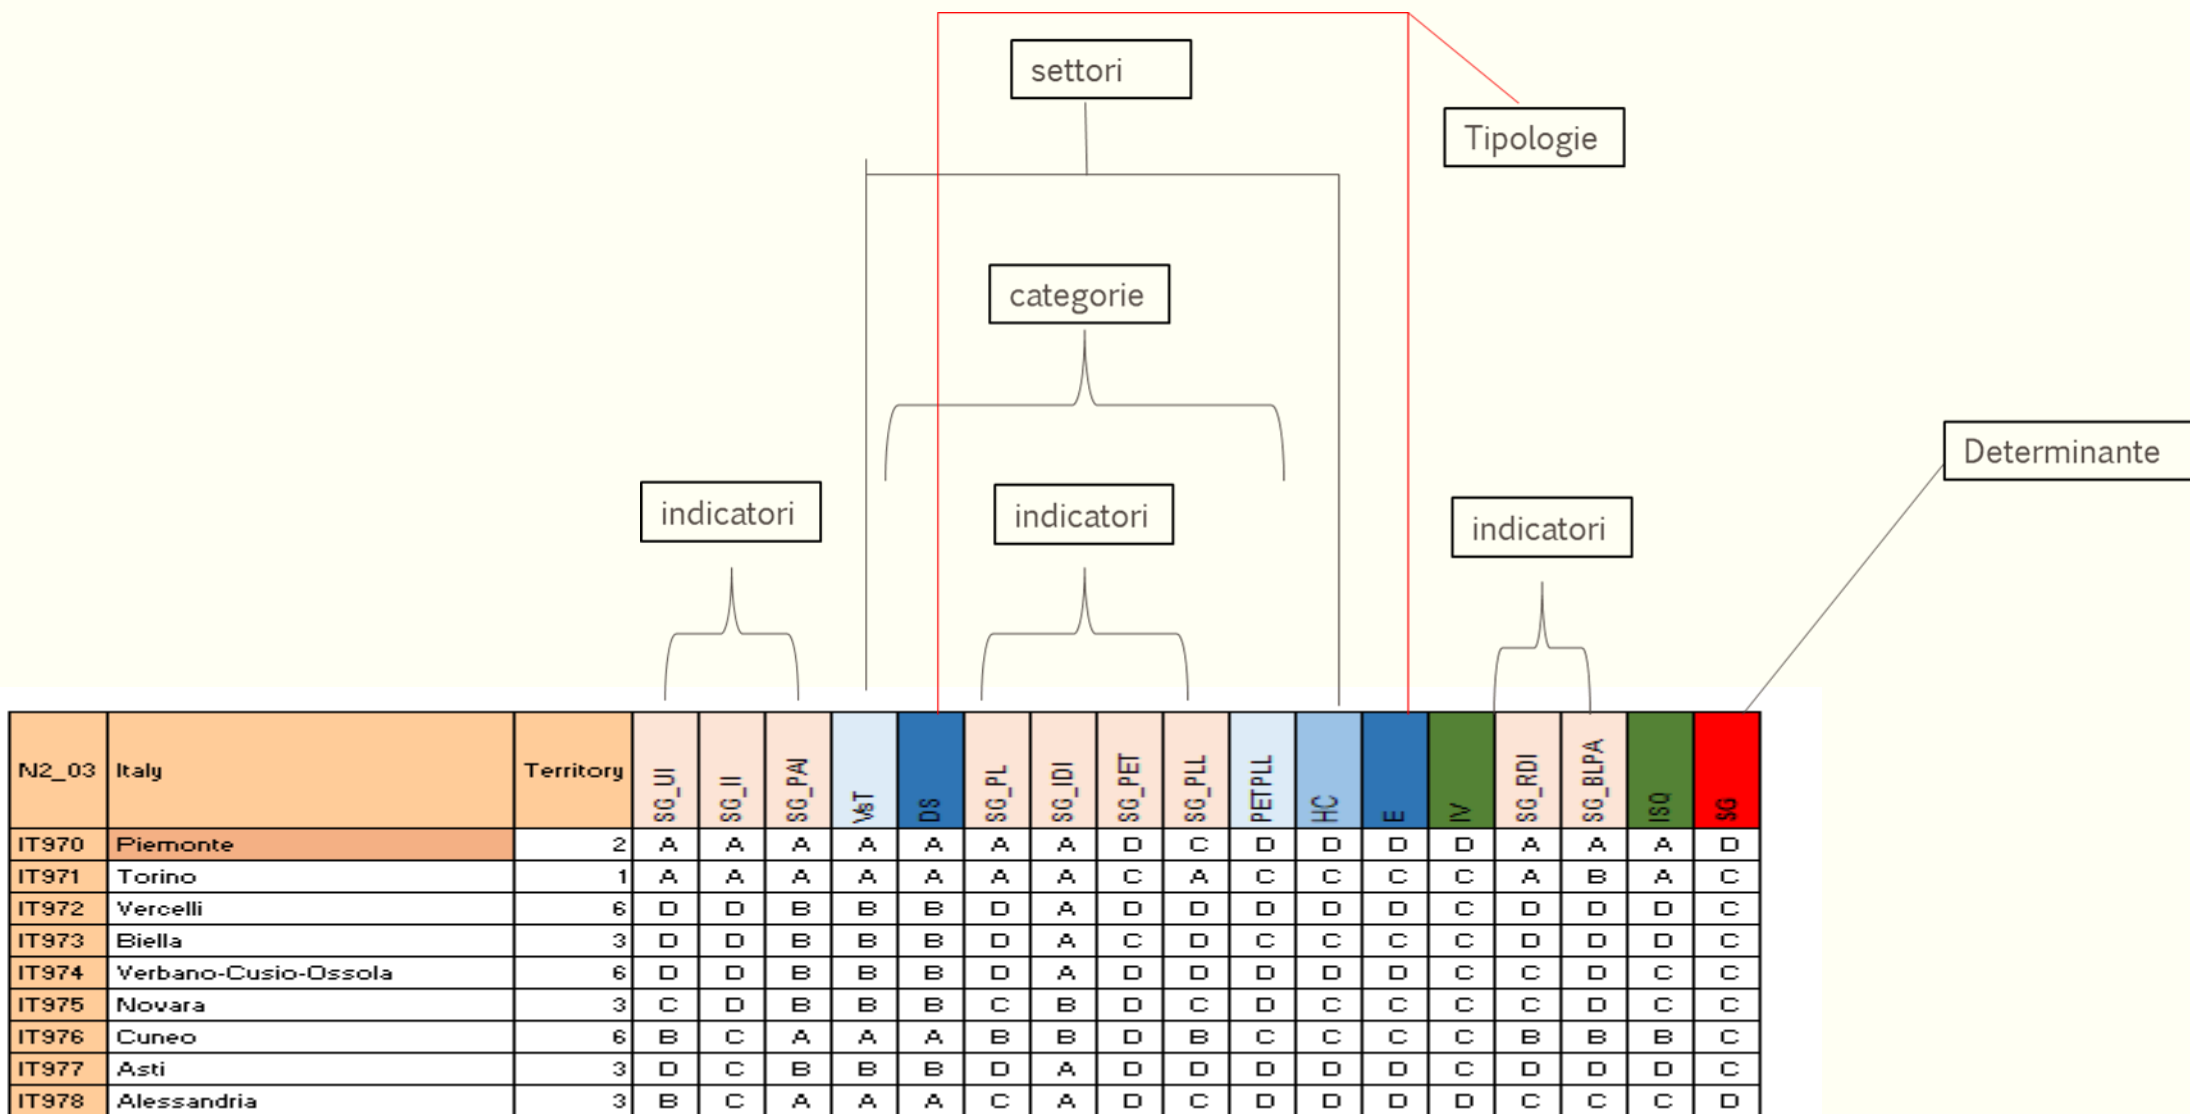 settori
Tipologie
categorie
Determinante
indicatori
indicatori
indicatori
N2_03 Italy Territory SG_UI SG_II SG_PAI VsT DS SG_PL SG_IDI SG_PET SG_PLL PETPLL HC E IV SG_RDI SG_BLPA ISQ SG
IT970 Piemonte 2 A A A A A A A D C D D D D A A A D
IT971 Torino 1 A A A A A A A C A C C C C A B A C
IT972 Vercelli 6 D D B B B D A D D D D D C D D D C
IT973 Biella 3 D D B B B D A C D C C C C D D D C
IT974 Verbano-Cusio-Ossola 6 D D B B B D A D D D D D C C D C C
IT975 Novara 3 C D B B B C B D C D C C C C D C C
IT976 Cuneo 6 B C A A A B B D B C C C C B B B C
IT977 Asti 3 D C B B B D A D D D D D C D D D C
IT978 Alessandria 3 B C A A A C A D C D D D D C C C D